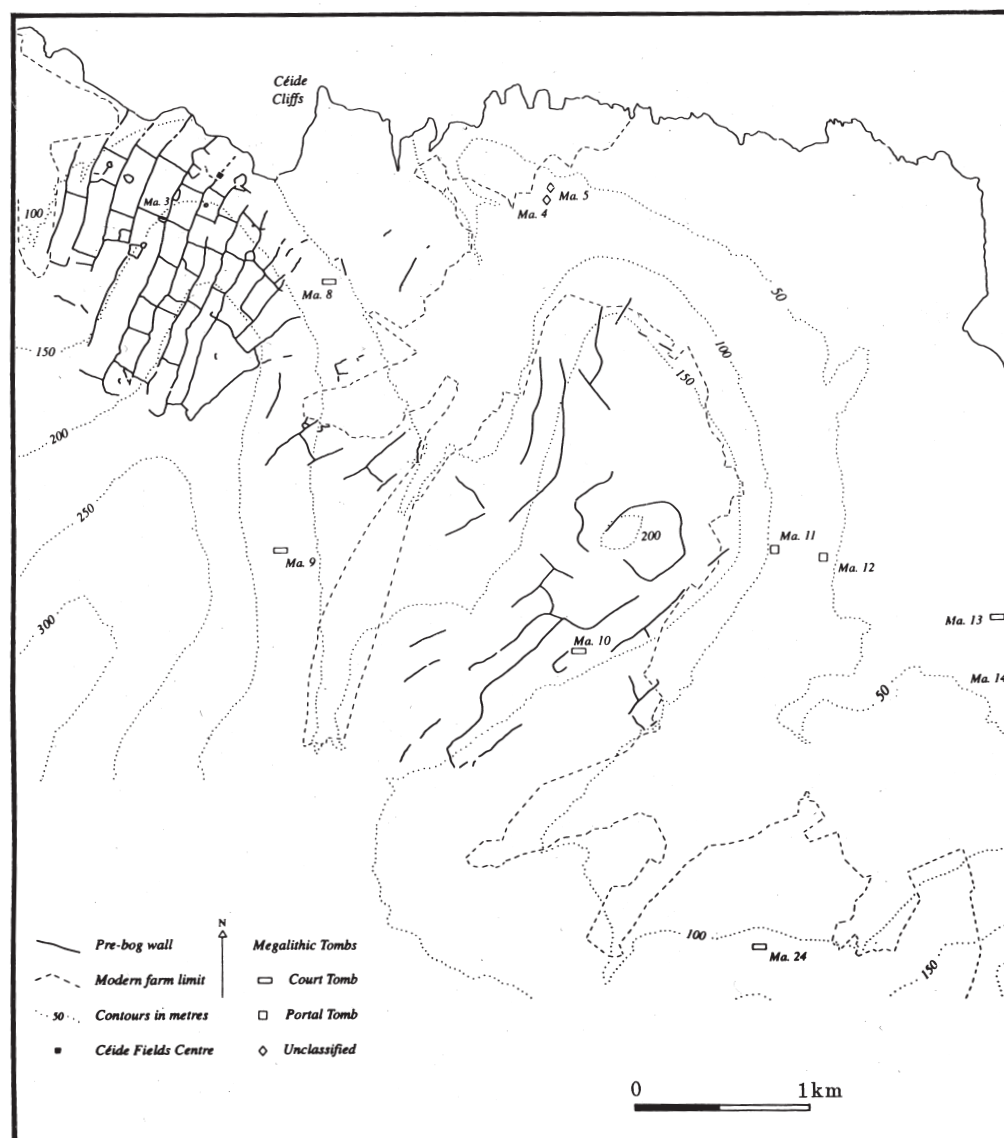 Céide
Cliffs
Ma. 5
Ma. 4
Ma. 3
100
50
Ma. 8
150
100
150
200
250
200
Ma. 11
Ma. 9
Ma. 12
300
Ma. 13
Ma. 10
Ma. 14
50
100
Ma. 24
150
N
Pre-bog wall
Modern farm limit
50 Contours in metres
Céide Fields Centre
Megalithic Tombs
Court Tomb
Portal Tomb
Unclassified
0 1km